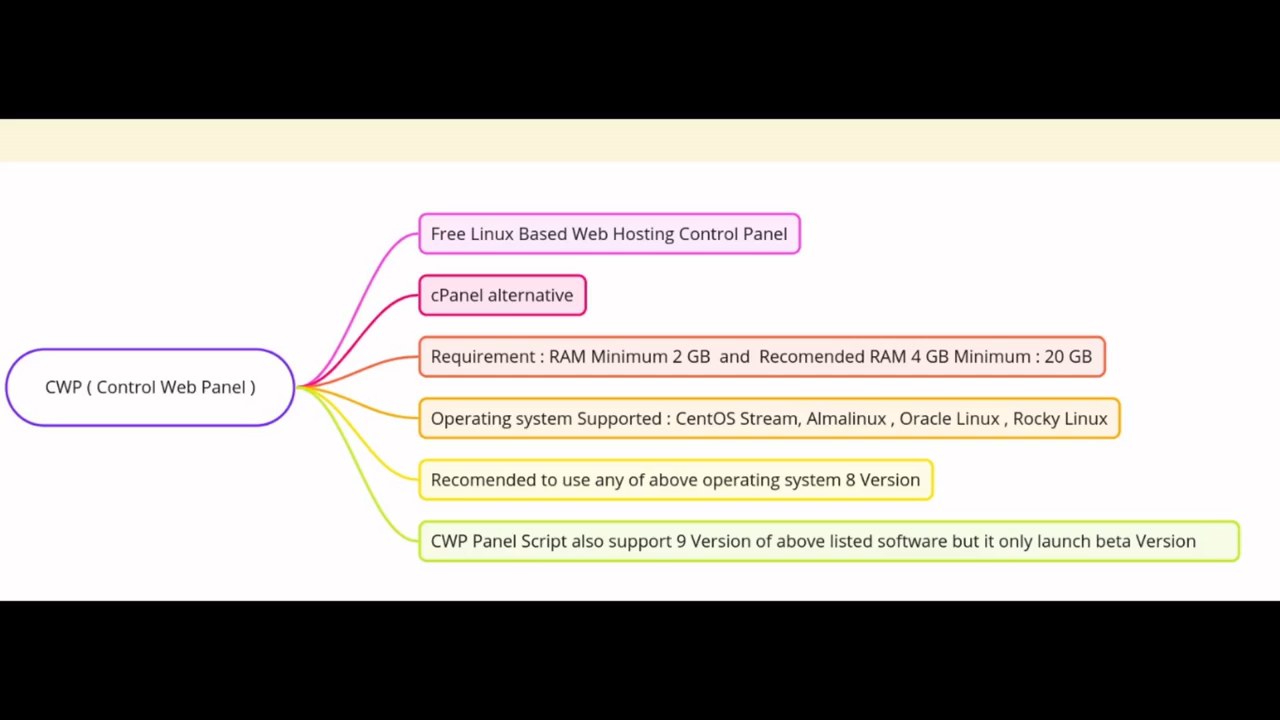 Free Linux Based Web Hosting Control Panel
cPanel alternative
Requirement : RAM Minimum 2 GB  and  Recomended RAM 4 GB Minimum : 20 GB
CWP ( Control Web Panel )
Operating system Supported : CentOS Stream, Almalinux , Oracle Linux , Rocky Linux
Recomended to use any of above operating system 8 Version
CWP Panel Script also support 9 Version of above listed software but it only launch beta Version